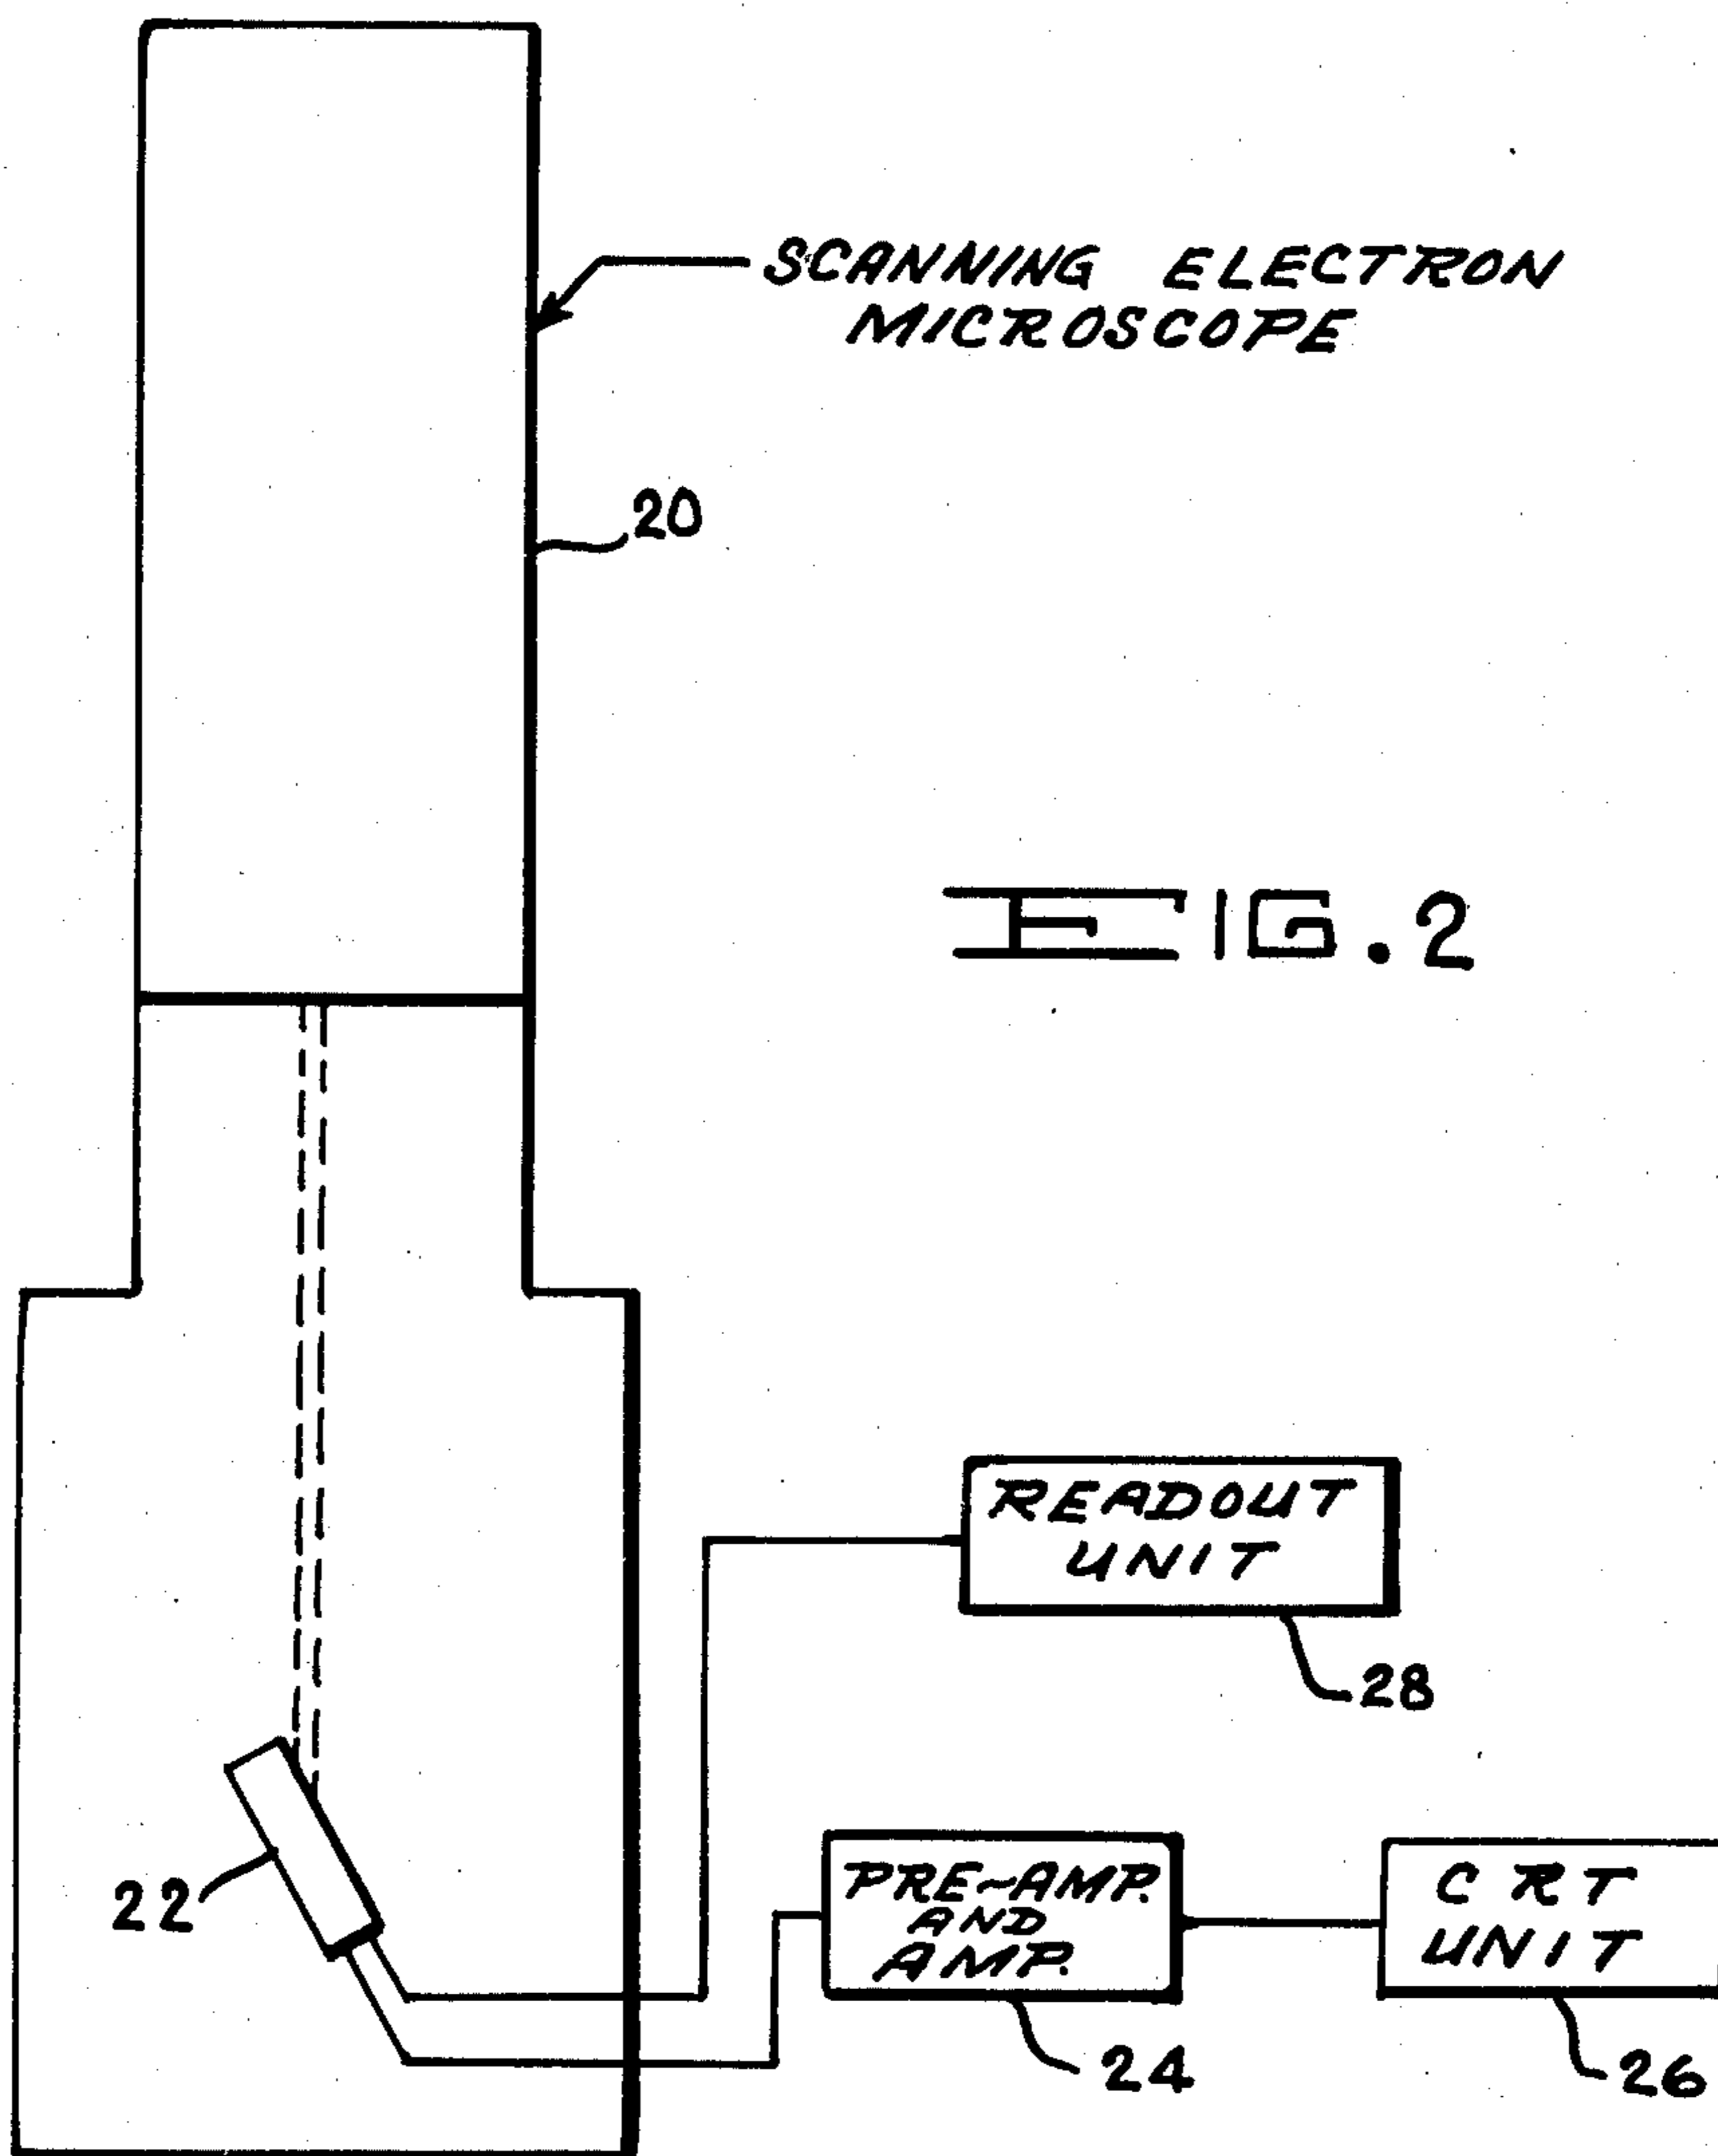 SCANNING ELECTRON
MICROSCOPE
20
FIG. 2
READOUT
UNIT
28
22
PRE~AMP.
AND
AMP.
24
CRT
UNIT
26